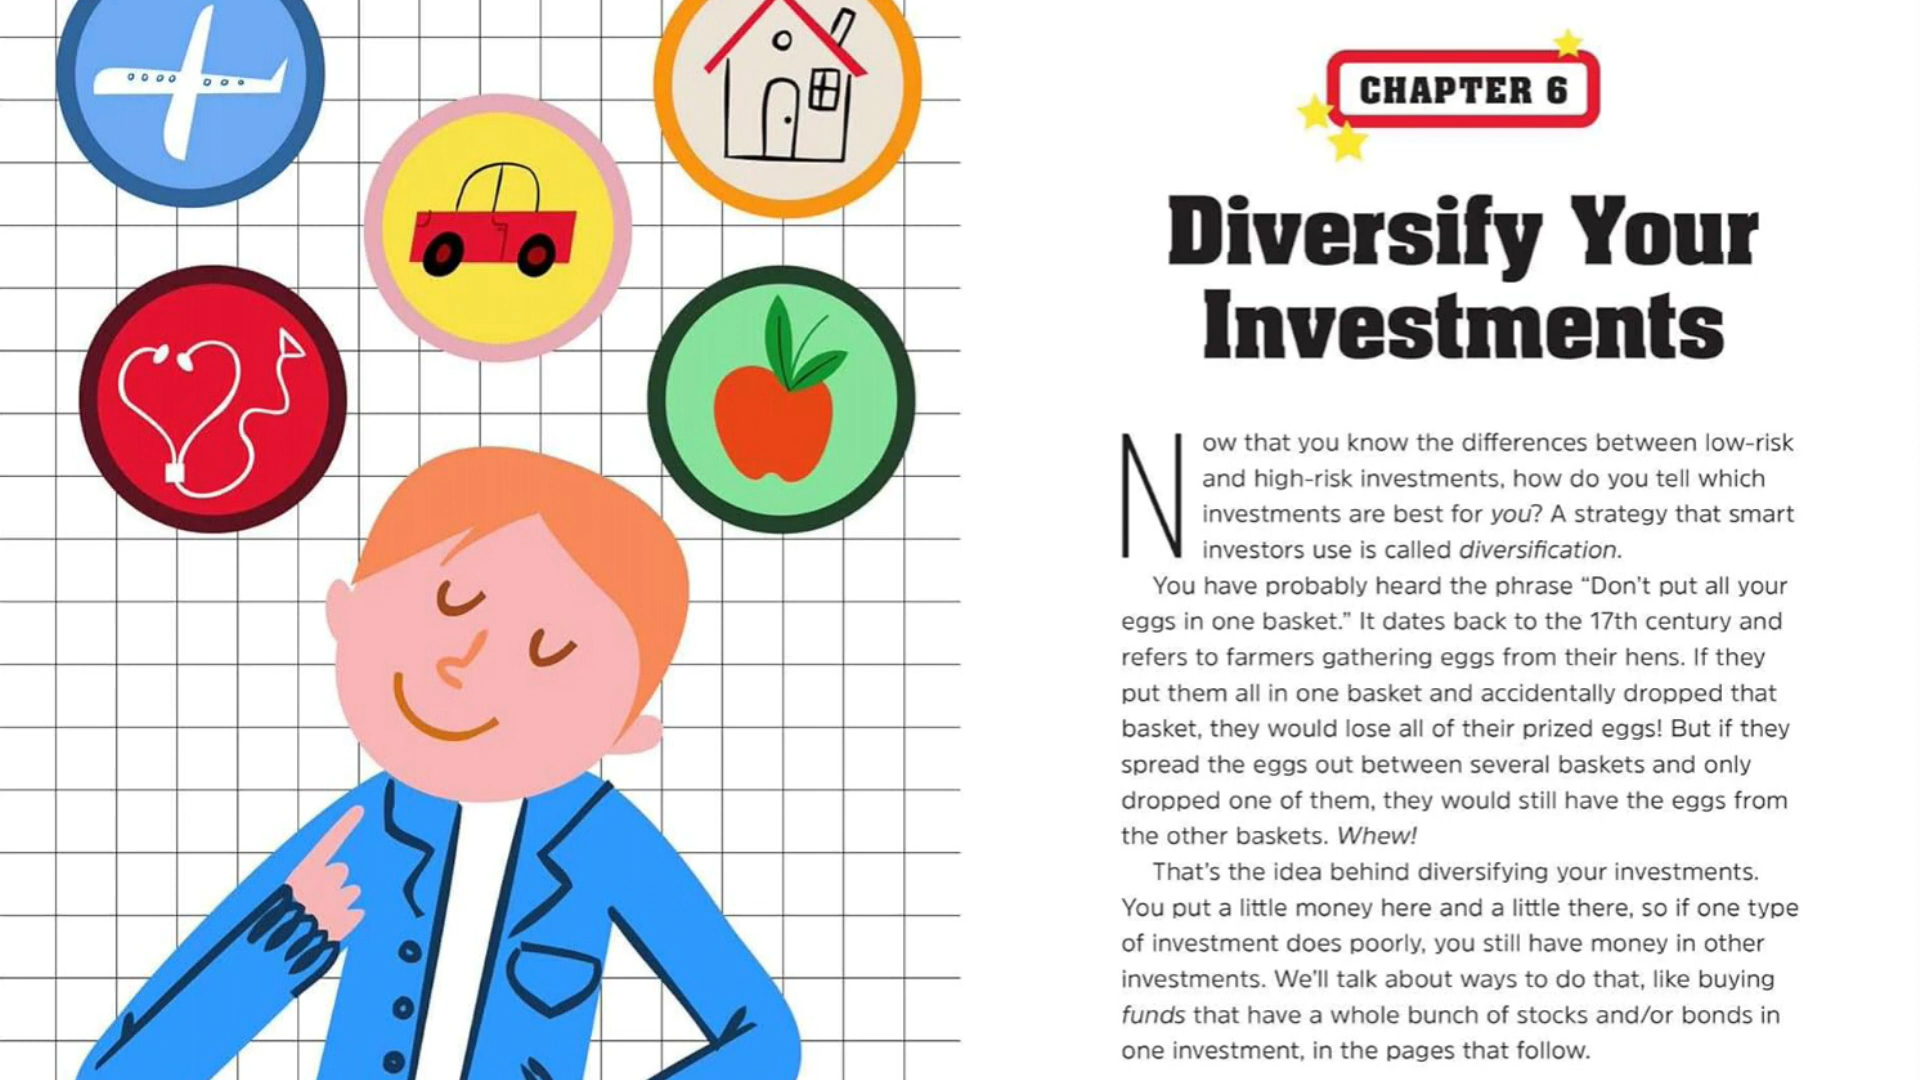 CHAPTER 6
Diversify Your
Investments
Now that you know the differences between low-risk
and high-risk investments, how do you tell which
investments are best for you? A strategy that smart
investors use is called diversification.
You have probably heard the phrase “Don’t put all your
eggs in one basket.” It dates back to the 17th century and
refers to farmers gathering eggs from their hens. If they
put them all in one basket and accidentally dropped that
basket, they would lose all of their prized eggs! But if they
spread the eggs out between several baskets and only
dropped one of them, they would still have the eggs from
the other baskets. Whew!
That’s the idea behind diversifying your investments.
You put a little money here and a little there, so if one type
of investment does poorly, you still have money in other
investments. We’ll talk about ways to do that, like buying
funds that have a whole bunch of stocks and/or bonds in
one investment, in the pages that follow.